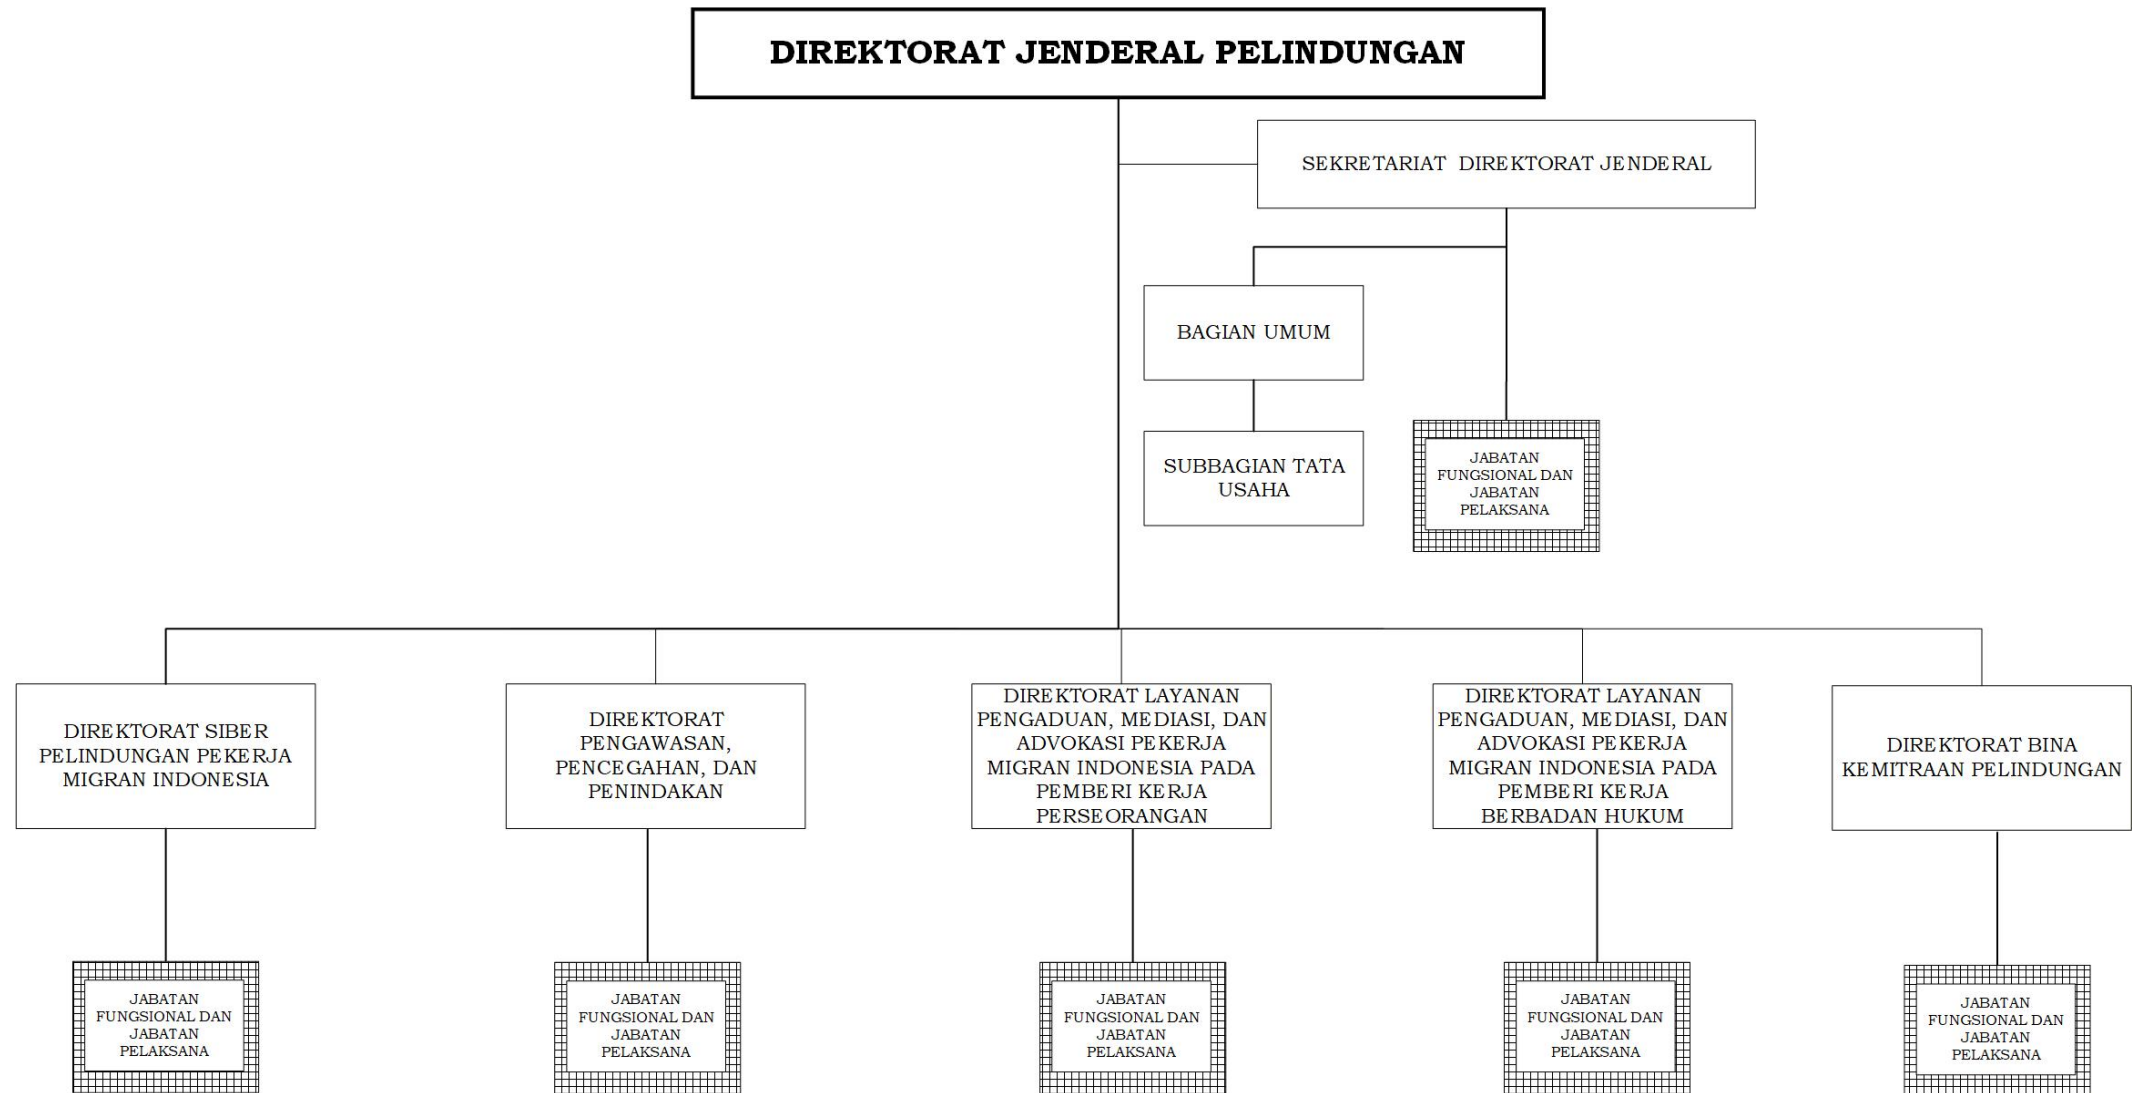 DIREKTORAT JENDERAL PELINDUNGAN
SEKRETARIAT DIREKTORAT JENDERAL
BAGIAN UMUM
SUBBAGIAN TATA
USAHA
JABATAN
FUNGSIONAL DAN
JABATAN
PELAKSANA
DIREKTORAT SIBER
PELINDUNGAN PEKERJA
MIGRAN INDONESIA
DIREKTORAT
PENGAWASAN,
PENCEGAHAN, DAN
PENINDAKAN
DIREKTORAT LAYANAN
PENGADUAN, MEDIASI, DAN
ADVOKASI PEKERJA
MIGRAN INDONESIA PADA
PEMBERI KERJA
PERSEORANGAN
DIREKTORAT LAYANAN
PENGADUAN, MEDIASI, DAN
ADVOKASI PEKERJA
MIGRAN INDONESIA PADA
PEMBERI KERJA
BERBADAN HUKUM
DIREKTORAT BINA
KEMITRAAN PELINDUNGAN
JABATAN
FUNGSIONAL DAN
JABATAN
PELAKSANA
JABATAN
FUNGSIONAL DAN
JABATAN
PELAKSANA
JABATAN
FUNGSIONAL DAN
JABATAN
PELAKSANA
JABATAN
FUNGSIONAL DAN
JABATAN
PELAKSANA
JABATAN
FUNGSIONAL DAN
JABATAN
PELAKSANA